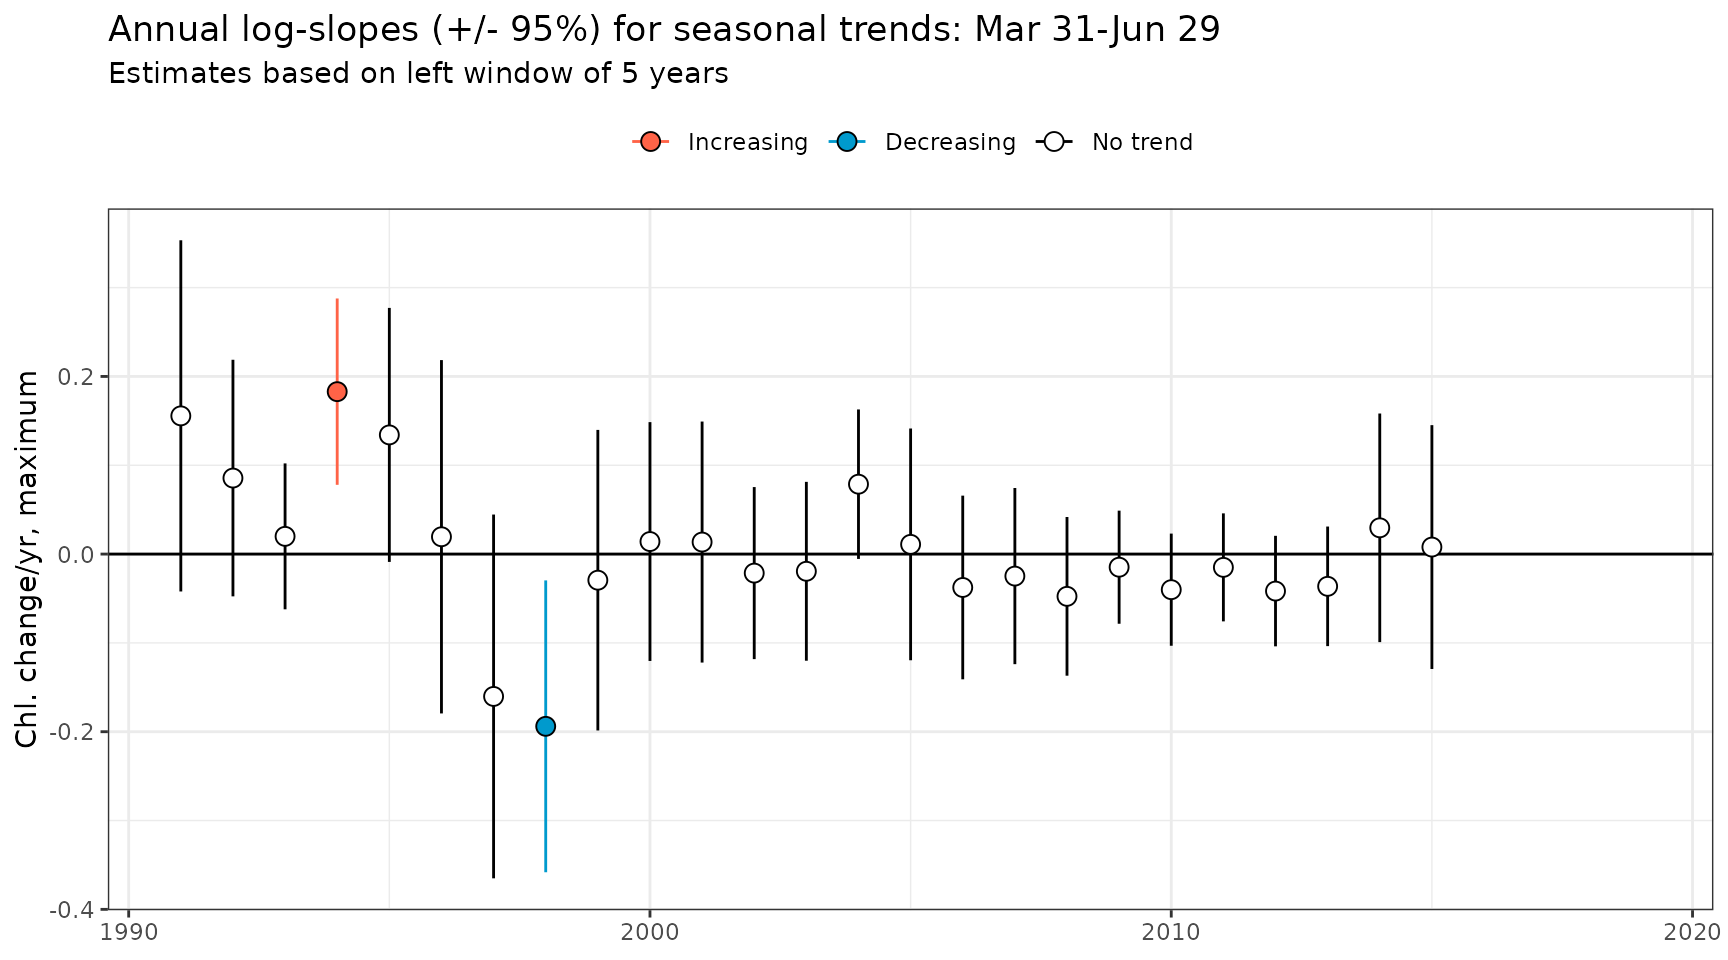 Annual log-slopes (+/- 95%) for seasonal trends: Mar 31-Jun 29
Estimates based on left window of 5 years
Increasing
Decreasing
No trend
Chl. change/yr, maximum
0.2
0.0
-0.2
-0.4
1990
2000
2010
2020